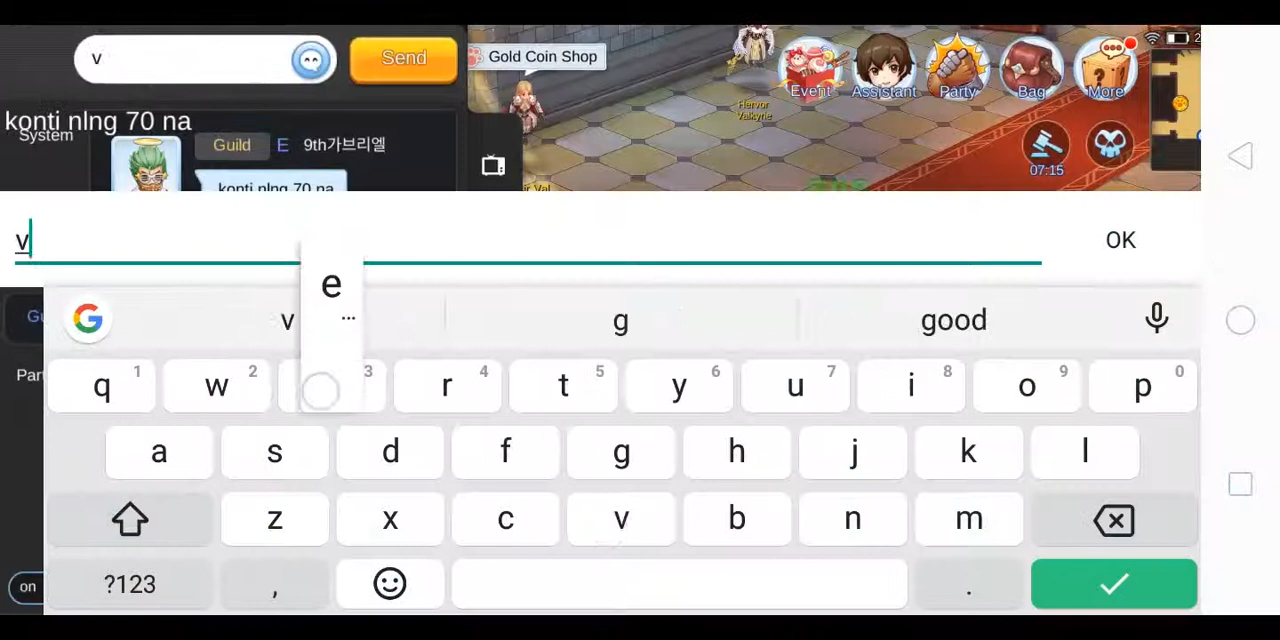 v
Send
Gold Coin Shop
Event
Assistant
Party
Bag
More
2
konti nlng 70 na
System
Guild E 9th가브리엘
konti nlng 70 na
Hervor
Valkyrie
07:15
v
OK
e
...
v g good
q 1 w 2 3 r 4 t 5 y 6 u 7 i 8 o 9 p 0
a s d f g h j k l
z x c v b n m
?123 , .
on